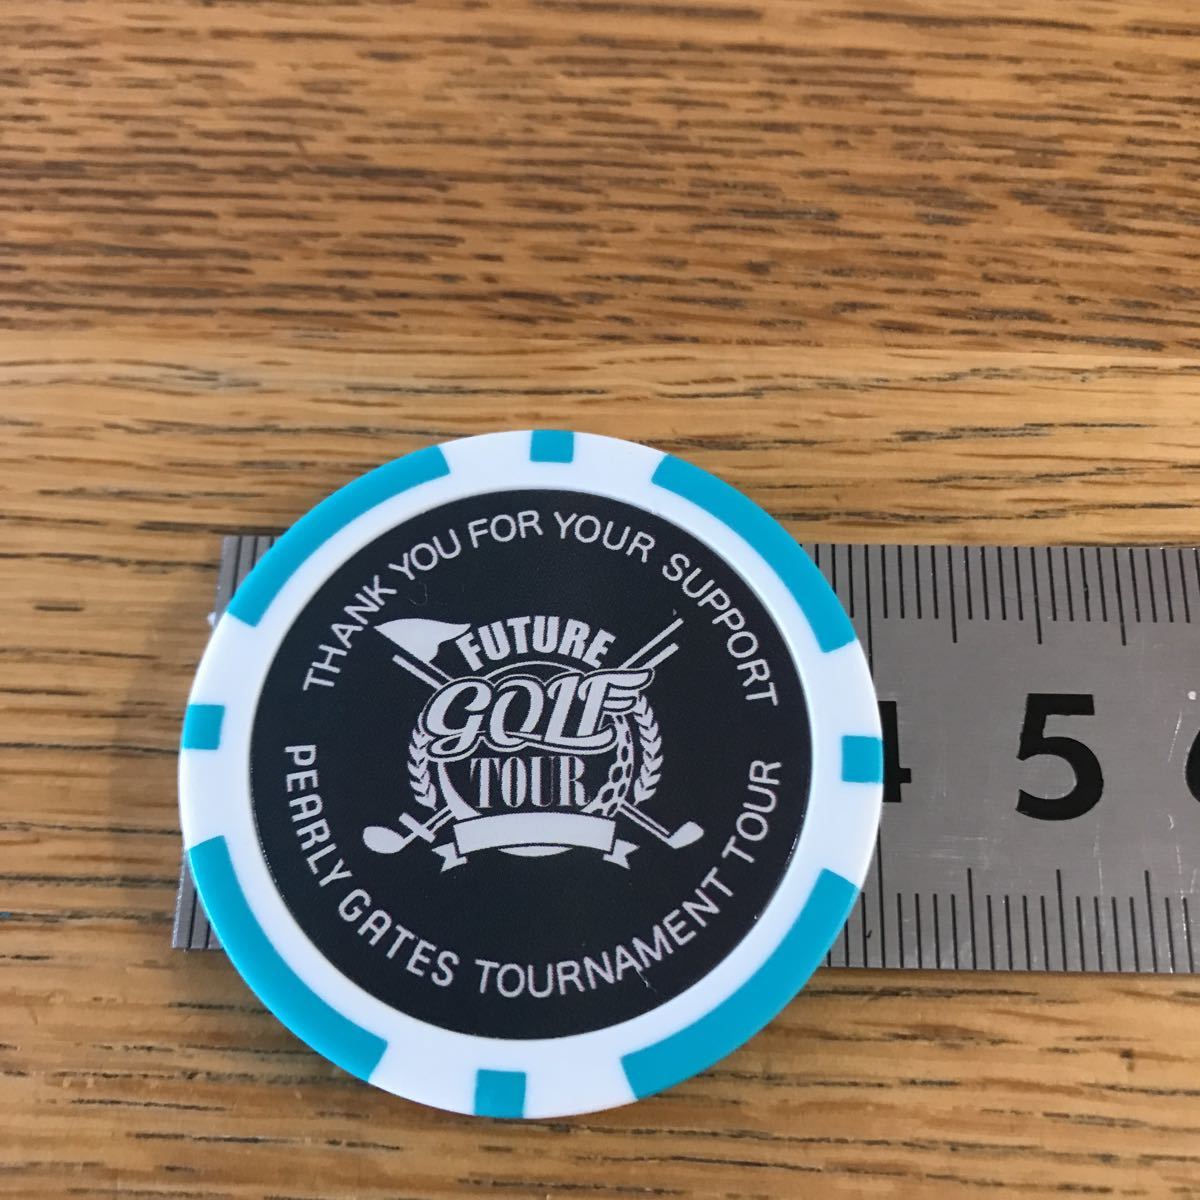 THANK YOU FOR YOUR SUPPORT
FUTURE
GOLF
TOUR
PEARLY GATES TOURNAMENT TOUR
4 5